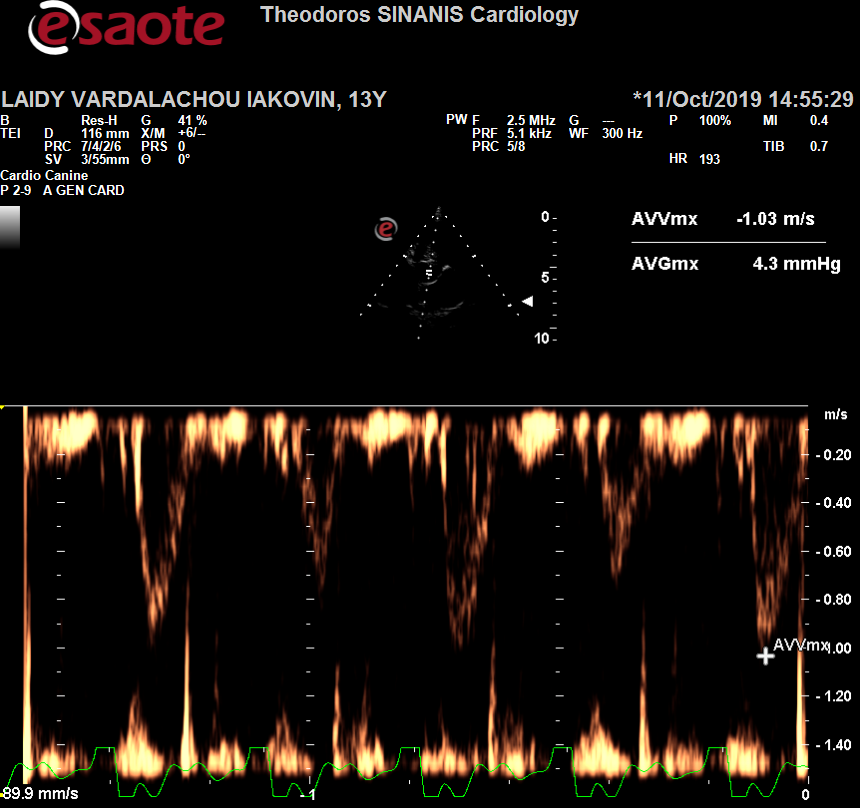 esaote
Theodoros SINANIS Cardiology
LAIDY VARDALACHOU IAKOVIN, 13Y
*11/Oct/2019 14:55:29
B Res-H G 41 %
TEI D 116 mm X/M +6/--
PRC 7/4/2/6 PRS 0
SV 3/55mm Θ 0°
Cardio Canine
P 2-9 A GEN CARD
PW F 2.5 MHz G ---
PRF 5.1 kHz WF 300 Hz
PRC 5/8
P 100% MI 0.4
TIB 0.7
HR 193
e
0
5
10
AVVmx -1.03 m/s
AVGmx 4.3 mmHg
m/s
- 0.20
- 0.40
- 0.60
- 0.80
AVVmx
1.00
- 1.20
- 1.40
89.9 mm/s
-1
0